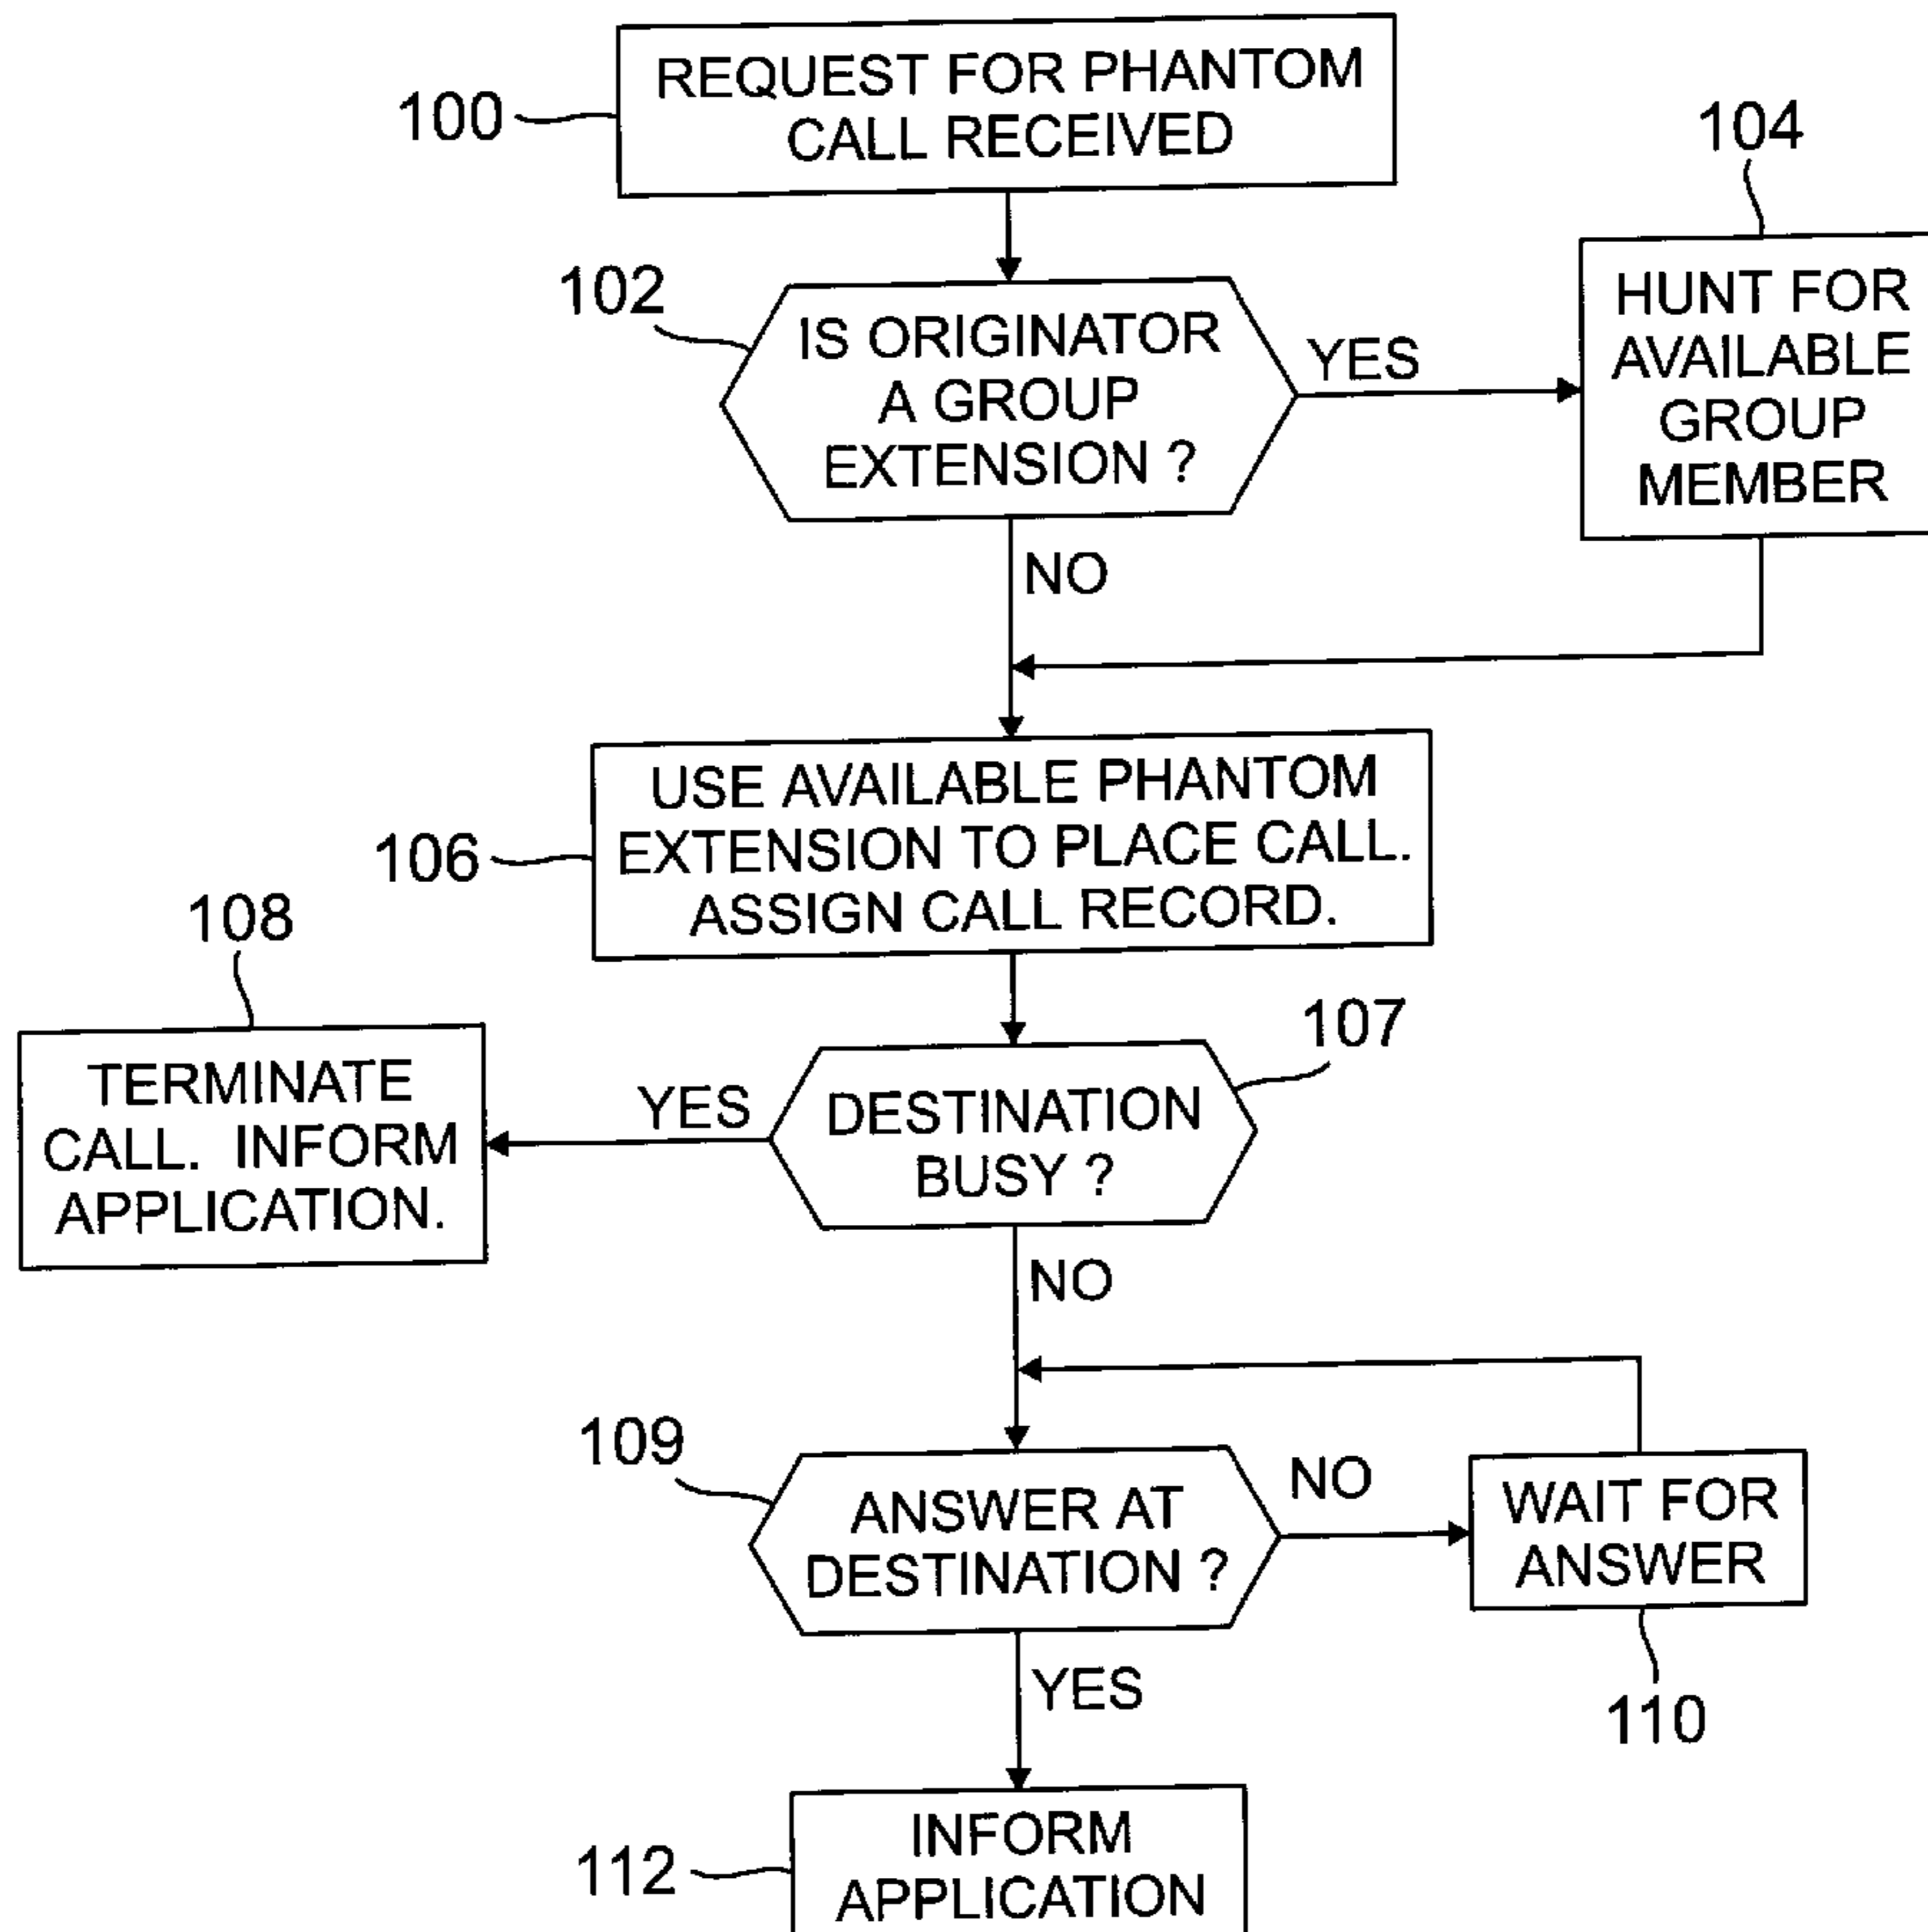 REQUEST FOR PHANTOM
CALL RECEIVED
100
104
102
IS ORIGINATOR
A GROUP
EXTENSION ?
YES
HUNT FOR
AVAILABLE
GROUP
MEMBER
NO
USE AVAILABLE PHANTOM
EXTENSION TO PLACE CALL.
ASSIGN CALL RECORD.
106
108
107
TERMINATE
CALL. INFORM
APPLICATION.
YES
DESTINATION
BUSY ?
NO
109
ANSWER AT
DESTINATION ?
NO
WAIT FOR
ANSWER
110
YES
INFORM
APPLICATION
112